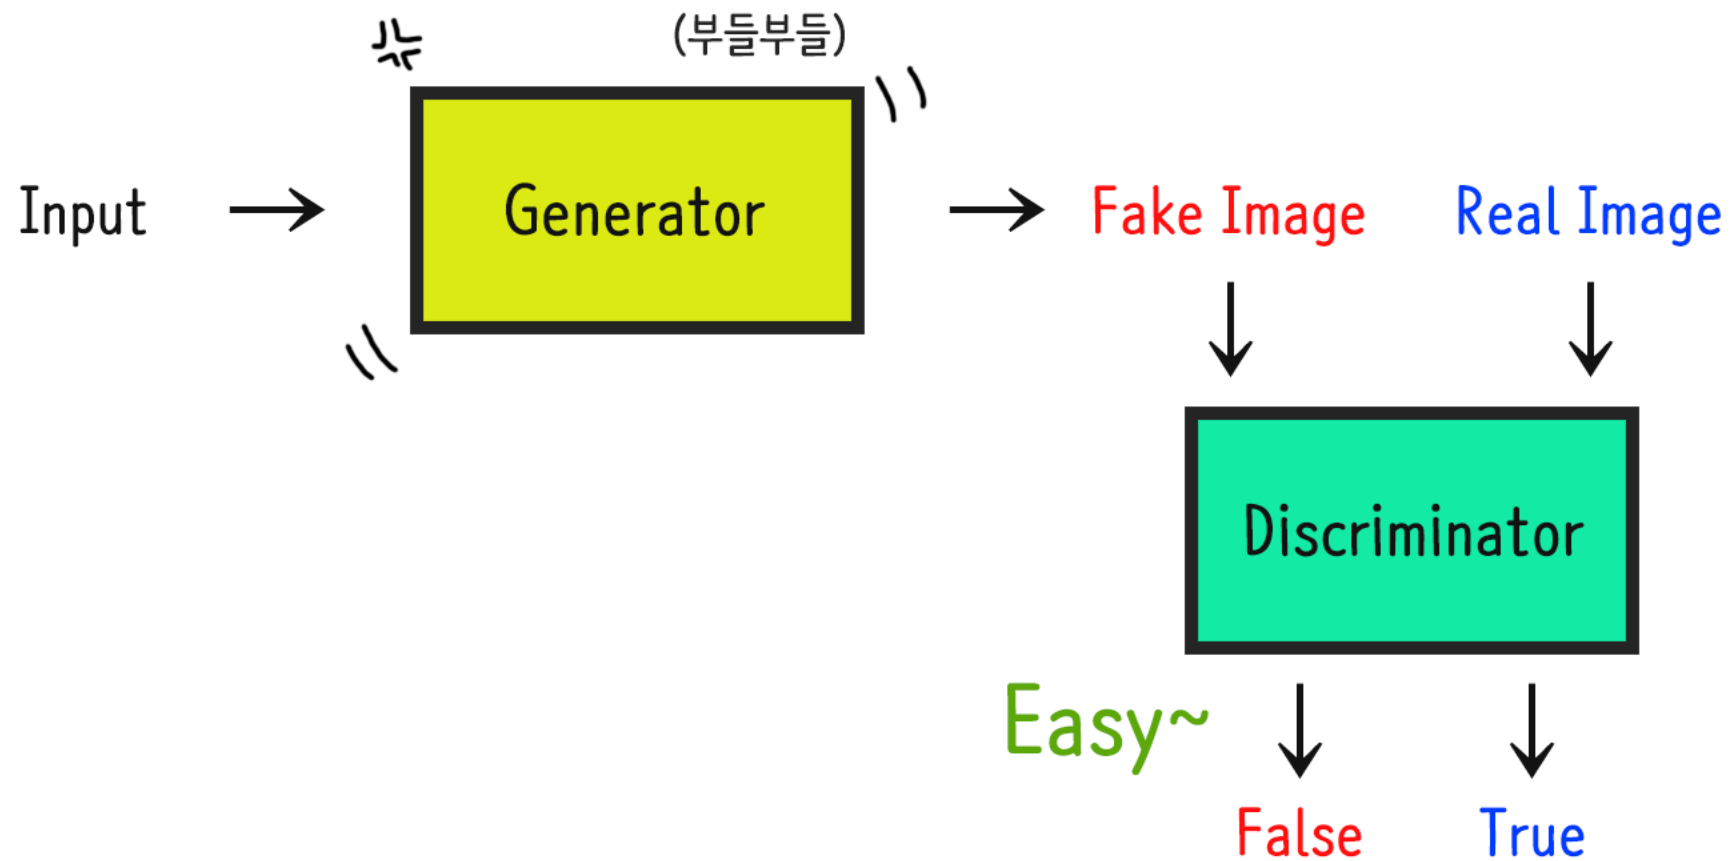 (부들부들)
Input
Generator
Fake Image
Real Image
Discriminator
Easy~
False
True